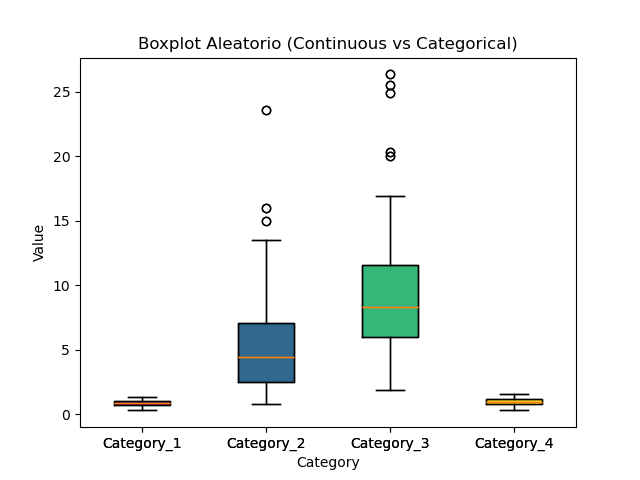 Boxplot Aleatorio (Continuous vs Categorical)
25
20
15
10
5
0
Value
Category_1 Category_2 Category_3 Category_4
Category